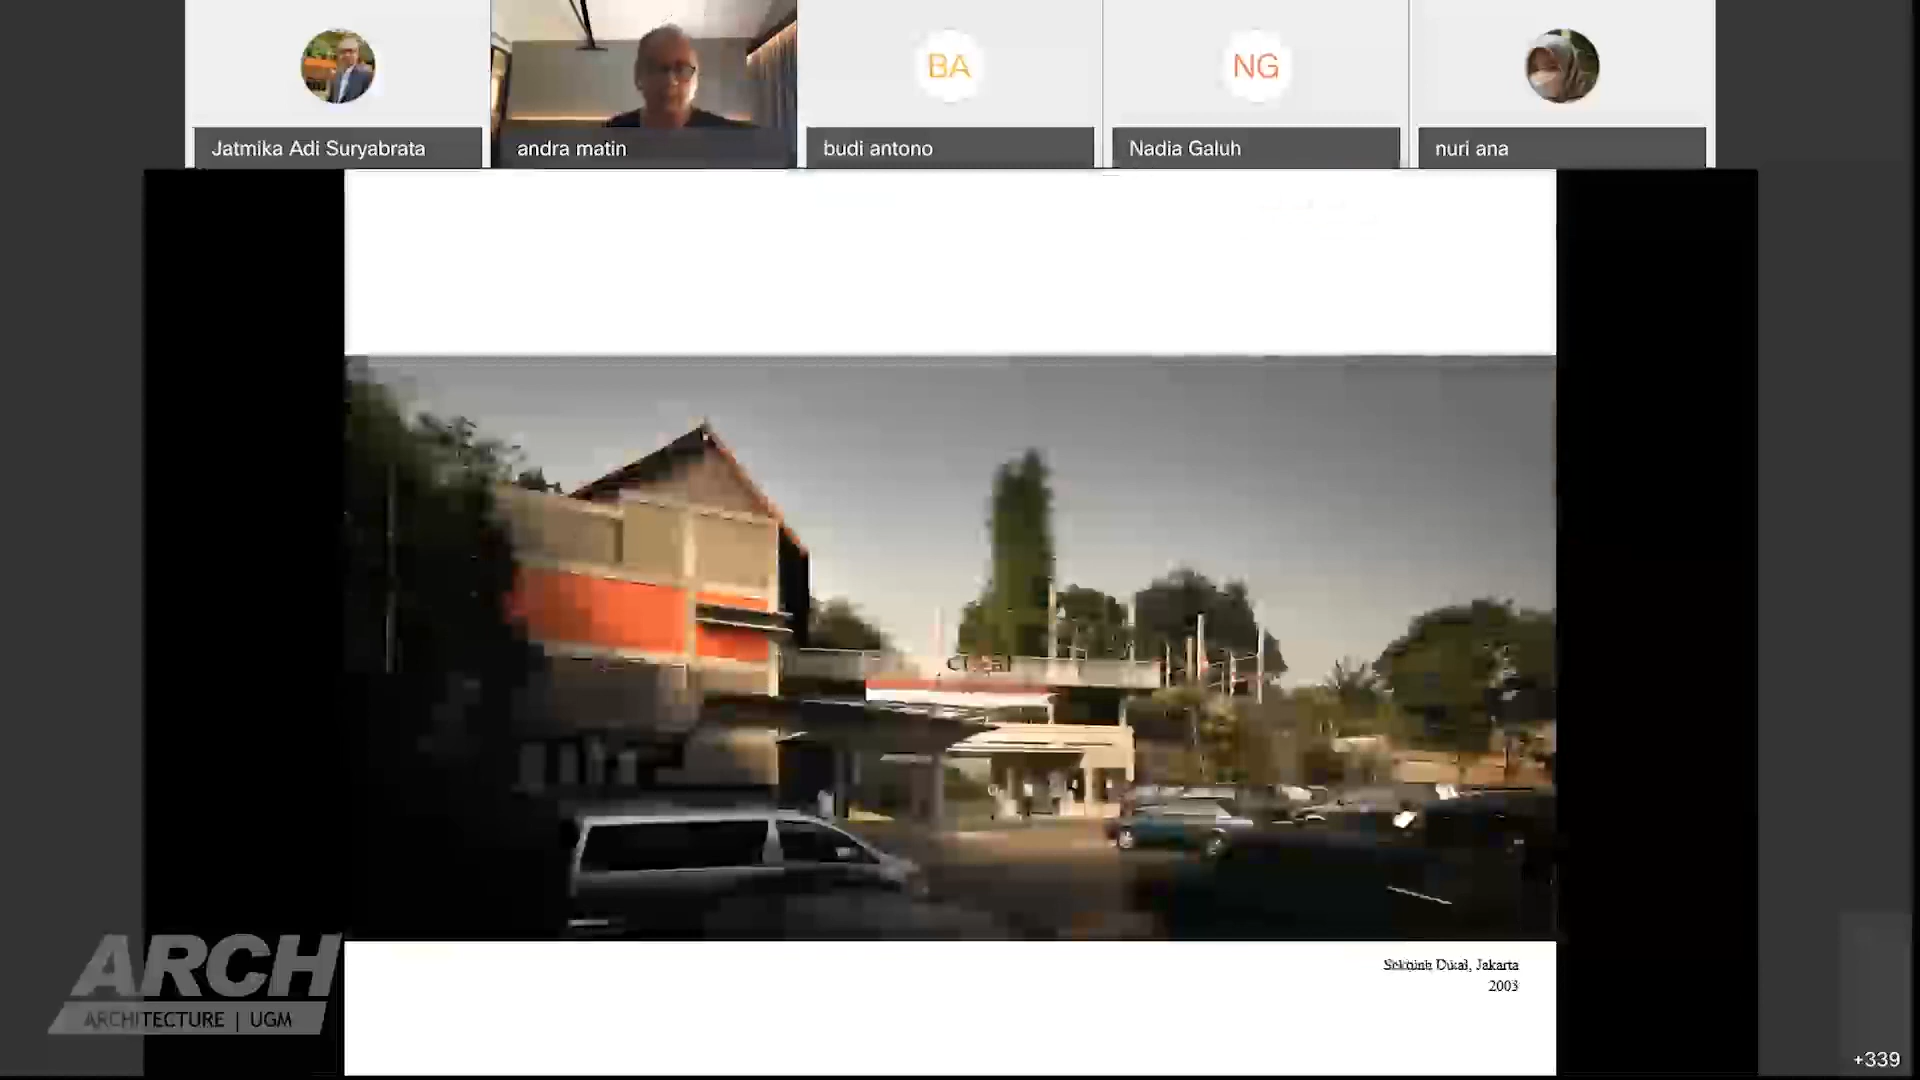 BA
NG
Jatmika Adi Suryabrata
andra matin
budi antono
Nadia Galuh
nuri ana
Jakarta
2003
ARCH
ARCHITECTURE | UGM
+339